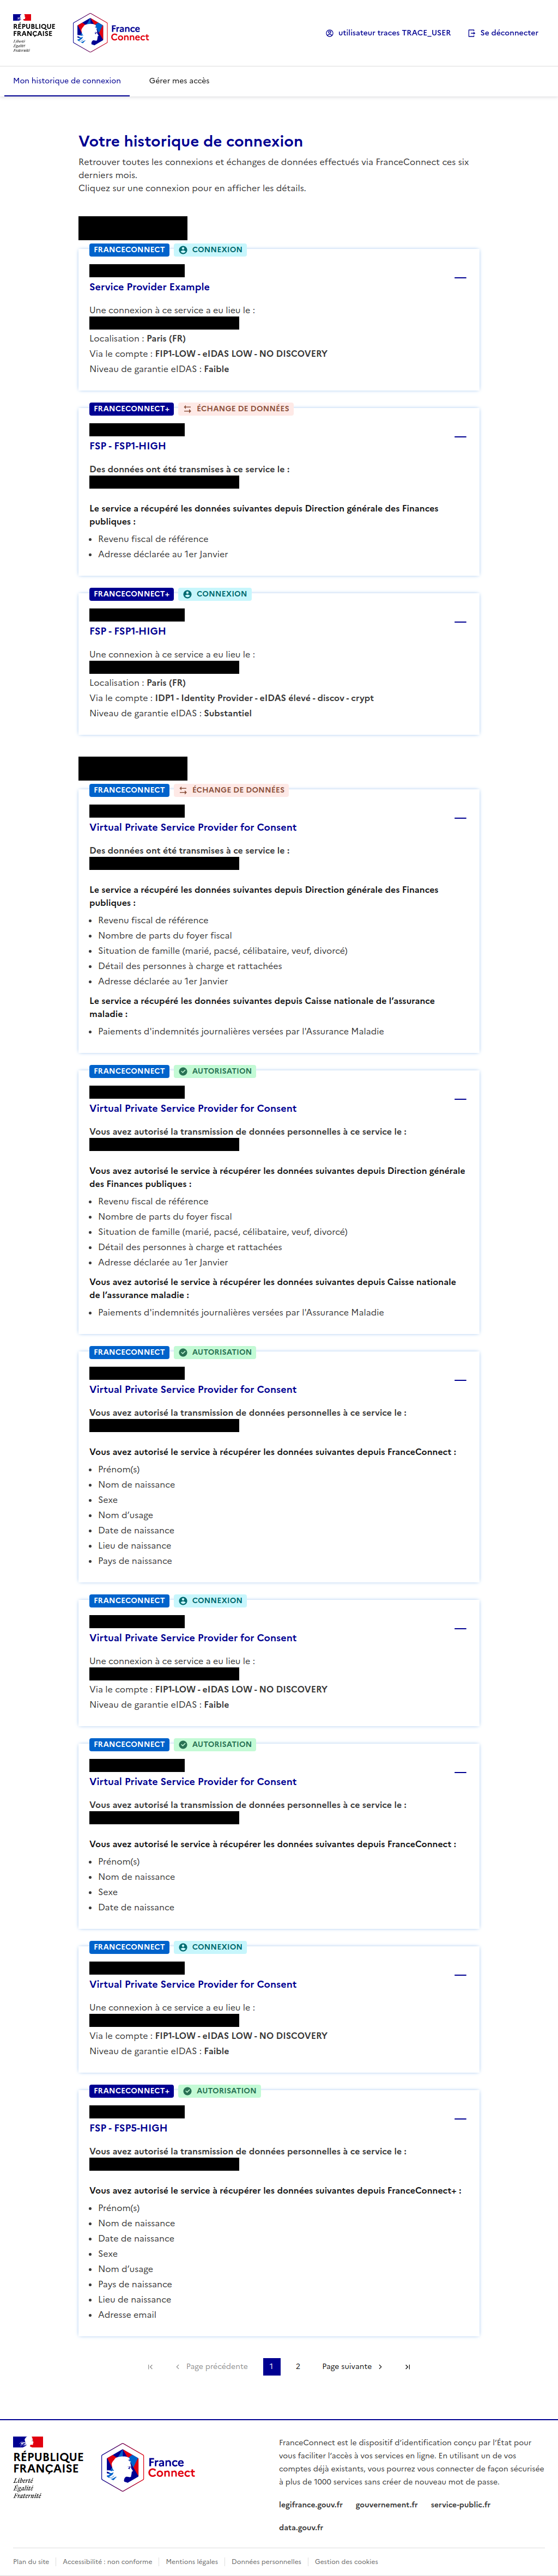 RÉPUBLIQUE
FRANÇAISE
Liberté
Égalité
Fraternité
France
Connect
utilisateur traces TRACE_USER
Se déconnecter
Mon historique de connexion
Gérer mes accès
Votre historique de connexion
Retrouver toutes les connexions et échanges de données effectués via FranceConnect ces six
derniers mois.
Cliquez sur une connexion pour en afficher les détails.
FRANCECONNECT
CONNEXION
Service Provider Example
Une connexion à ce service a eu lieu le :
Localisation : Paris (FR)
Via le compte : FIP1-LOW - eIDAS LOW - NO DISCOVERY
Niveau de garantie eIDAS : Faible
FRANCECONNECT+
ÉCHANGE DE DONNÉES
FSP - FSP1-HIGH
Des données ont été transmises à ce service le :
Le service a récupéré les données suivantes depuis Direction générale des Finances
publiques :
• Revenu fiscal de référence
• Adresse déclarée au 1er Janvier
FRANCECONNECT+
CONNEXION
FSP - FSP1-HIGH
Une connexion à ce service a eu lieu le :
Localisation : Paris (FR)
Via le compte : IDP1 - Identity Provider - eIDAS élevé - discov - crypt
Niveau de garantie eIDAS : Substantiel
FRANCECONNECT
ÉCHANGE DE DONNÉES
Virtual Private Service Provider for Consent
Des données ont été transmises à ce service le :
Le service a récupéré les données suivantes depuis Direction générale des Finances
publiques :
• Revenu fiscal de référence
• Nombre de parts du foyer fiscal
• Situation de famille (marié, pacsé, célibataire, veuf, divorcé)
• Détail des personnes à charge et rattachées
• Adresse déclarée au 1er Janvier
Le service a récupéré les données suivantes depuis Caisse nationale de l'assurance
maladie :
• Paiements d'indemnités journalières versées par l'Assurance Maladie
FRANCECONNECT
AUTORISATION
Virtual Private Service Provider for Consent
Vous avez autorisé la transmission de données personnelles à ce service le :
Vous avez autorisé le service à récupérer les données suivantes depuis Direction générale
des Finances publiques :
• Revenu fiscal de référence
• Nombre de parts du foyer fiscal
• Situation de famille (marié, pacsé, célibataire, veuf, divorcé)
• Détail des personnes à charge et rattachées
• Adresse déclarée au 1er Janvier
Vous avez autorisé le service à récupérer les données suivantes depuis Caisse nationale
de l'assurance maladie :
• Paiements d'indemnités journalières versées par l'Assurance Maladie
FRANCECONNECT
AUTORISATION
Virtual Private Service Provider for Consent
Vous avez autorisé la transmission de données personnelles à ce service le :
Vous avez autorisé le service à récupérer les données suivantes depuis FranceConnect :
• Prénom(s)
• Nom de naissance
• Sexe
• Nom d'usage
• Date de naissance
• Lieu de naissance
• Pays de naissance
FRANCECONNECT
CONNEXION
Virtual Private Service Provider for Consent
Une connexion à ce service a eu lieu le :
Via le compte : FIP1-LOW - eIDAS LOW - NO DISCOVERY
Niveau de garantie eIDAS : Faible
FRANCECONNECT
AUTORISATION
Virtual Private Service Provider for Consent
Vous avez autorisé la transmission de données personnelles à ce service le :
Vous avez autorisé le service à récupérer les données suivantes depuis FranceConnect :
• Prénom(s)
• Nom de naissance
• Sexe
• Date de naissance
FRANCECONNECT
CONNEXION
Virtual Private Service Provider for Consent
Une connexion à ce service a eu lieu le :
Via le compte : FIP1-LOW - eIDAS LOW - NO DISCOVERY
Niveau de garantie eIDAS : Faible
FRANCECONNECT+
AUTORISATION
FSP - FSP5-HIGH
Vous avez autorisé la transmission de données personnelles à ce service le :
Vous avez autorisé le service à récupérer les données suivantes depuis FranceConnect+ :
• Prénom(s)
• Nom de naissance
• Date de naissance
• Sexe
• Nom d'usage
• Pays de naissance
• Lieu de naissance
• Adresse email
Page précédente
1
2
Page suivante
RÉPUBLIQUE
FRANÇAISE
Liberté
Égalité
Fraternité
France
Connect
FranceConnect est le dispositif d'identification conçu par l'État pour
vous faciliter l'accès à vos services en ligne. En utilisant un de vos
comptes déjà existants, vous pourrez vous connecter de façon sécurisée
à plus de 1000 services sans créer de nouveau mot de passe.
legifrance.gouv.fr
gouvernement.fr
service-public.fr
data.gouv.fr
Plan du site
Accessibilité : non conforme
Mentions légales
Données personnelles
Gestion des cookies